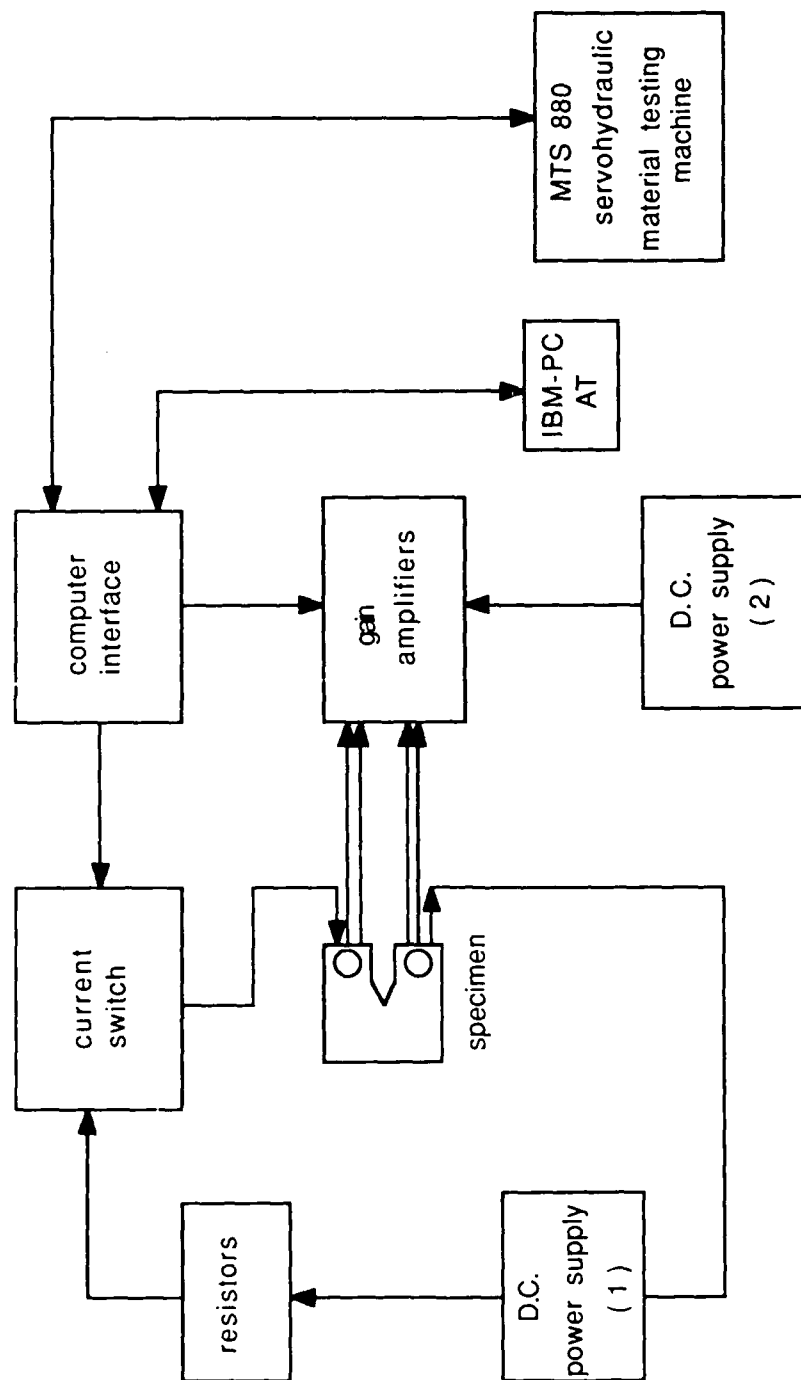 resistors
D.C.
power supply
( 1 )
current
switch
specimen
computer
interface
gain
amplifiers
D.C.
power supply
( 2 )
IBM-PC
AT
MTS 880
servohydraulic
material testing
machine